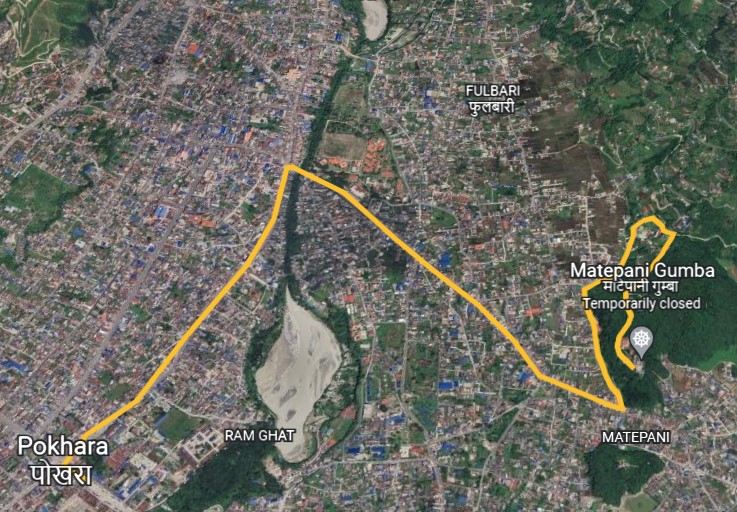 FULBARI
फुलबारी
Matepani Gumba
माटेपानी गुम्बा
Temporarily closed
RAM GHAT
MATEPANI
Pokhara
पोखरा